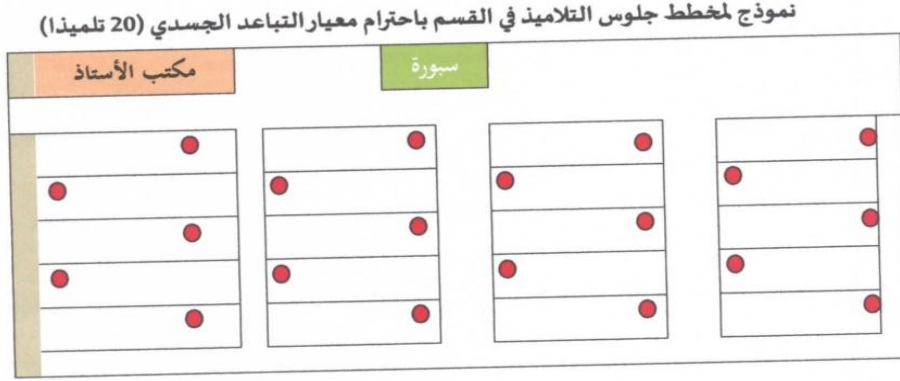 نموذج لمخطط جلوس التلاميذ في القسم باحترام معيار التباعد الجسدي (20 تلميذا)
سبورة
مكتب الأستاذ